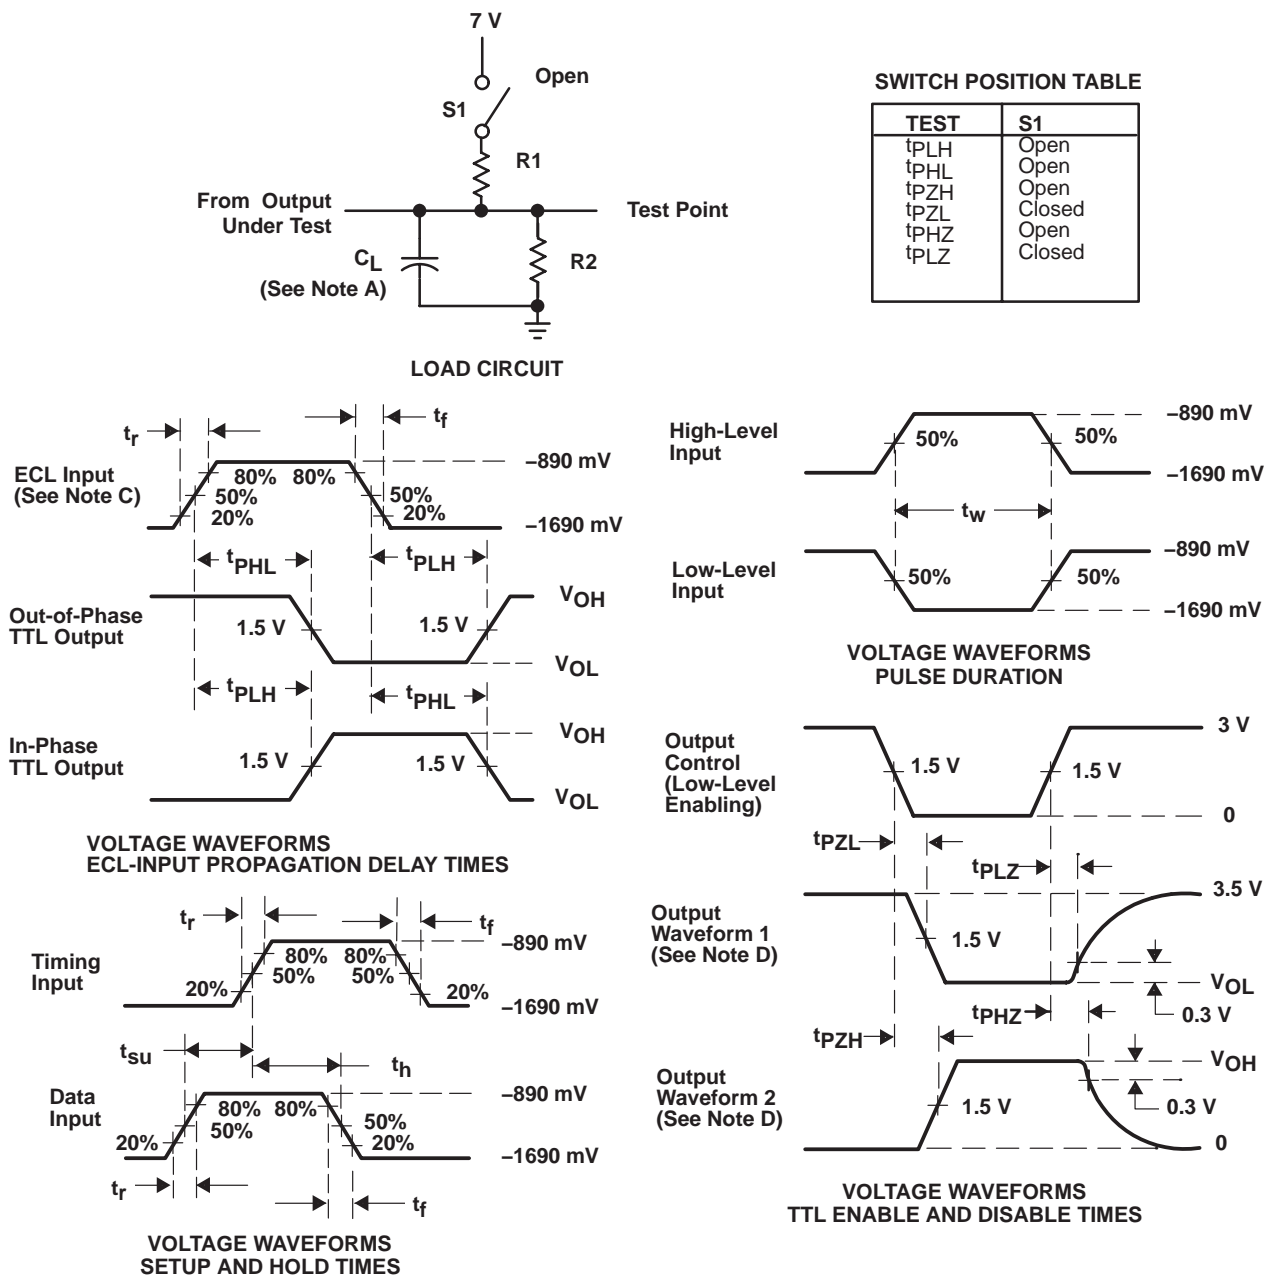 7 V
Open
S1
R1
From Output
Under Test
Test Point
CL
(See Note A)
R2
LOAD CIRCUIT
SWITCH POSITION TABLE
TEST S1
tPLH Open
tPHL Open
tPZH Open
tPZL Closed
tPHZ Open
tPLZ Closed
tr
tf
ECL Input
(See Note C)
80% 80%
50% 50%
20% 20%
–890 mV
–1690 mV
tPHL tPLH
Out-of-Phase
TTL Output
1.5 V 1.5 V
VOH
VOL
tPLH tPHL
In-Phase
TTL Output
1.5 V 1.5 V
VOH
VOL
VOLTAGE WAVEFORMS
ECL-INPUT PROPAGATION DELAY TIMES
High-Level
Input
50% 50%
–890 mV
–1690 mV
tw
Low-Level
Input
50% 50%
–890 mV
–1690 mV
VOLTAGE WAVEFORMS
PULSE DURATION
tr
tf
Timing
Input
80% 80%
50% 50%
20% 20%
–890 mV
–1690 mV
tsu
th
Data
Input
80% 80%
50% 50%
20% 20%
–890 mV
–1690 mV
tr
tf
VOLTAGE WAVEFORMS
SETUP AND HOLD TIMES
Output
Control
(Low-Level
Enabling)
1.5 V 1.5 V
3 V
0
tPZL
tPLZ
Output
Waveform 1
(See Note D)
1.5 V
3.5 V
VOL
0.3 V
tPHZ
tPZH
Output
Waveform 2
(See Note D)
1.5 V
VOH
0.3 V
0
VOLTAGE WAVEFORMS
TTL ENABLE AND DISABLE TIMES